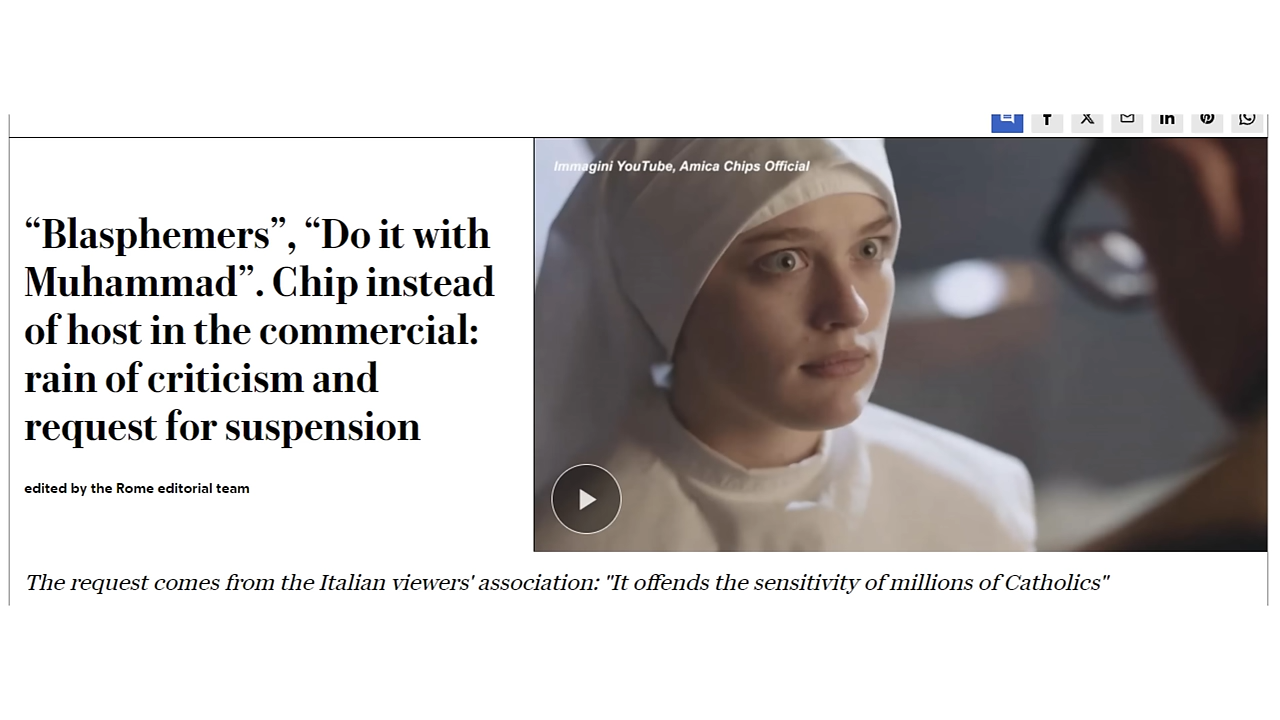 Immagini YouTube, Amica Chips Official
“Blasphemers”, “Do it with
Muhammad”. Chip instead
of host in the commercial:
rain of criticism and
request for suspension
edited by the Rome editorial team
The request comes from the Italian viewers' association: "It offends the sensitivity of millions of Catholics"